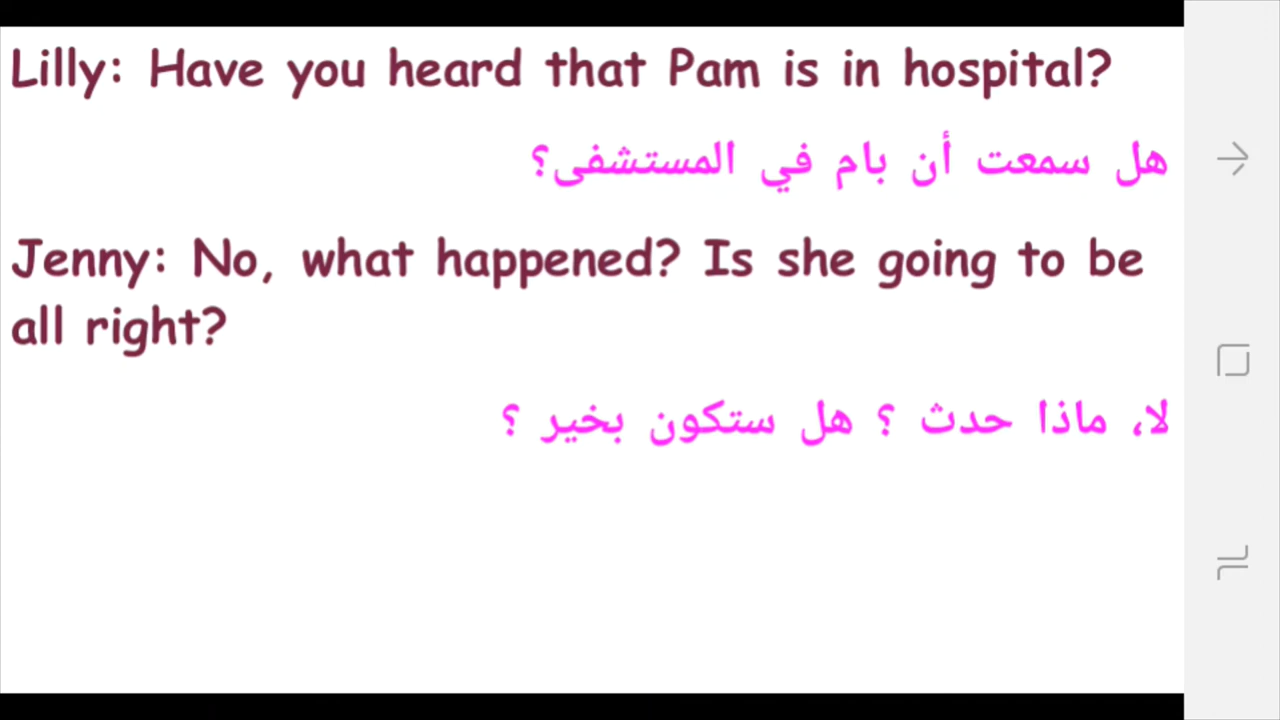 Lilly: Have you heard that Pam is in hospital?
هل سمعت أن بام في المستشفى؟
Jenny: No, what happened? Is she going to be
all right?
لا، ماذا حدث ؟ هل ستكون بخير ؟